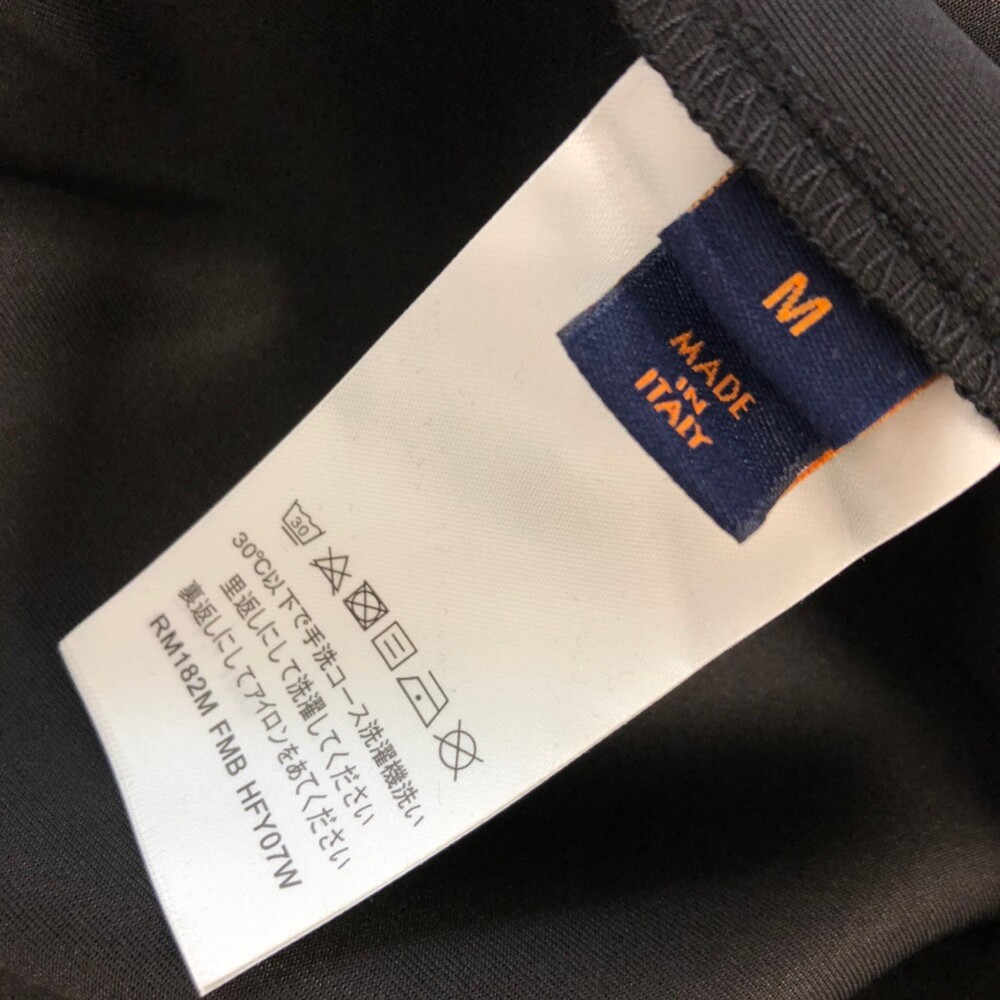 M
MADE
IN
ITALY
30
30℃以下で手洗コース洗濯機洗い
里返しにして洗濯してください
裏返しにしてアイロンをあてください
RM182M FMB HFY07W